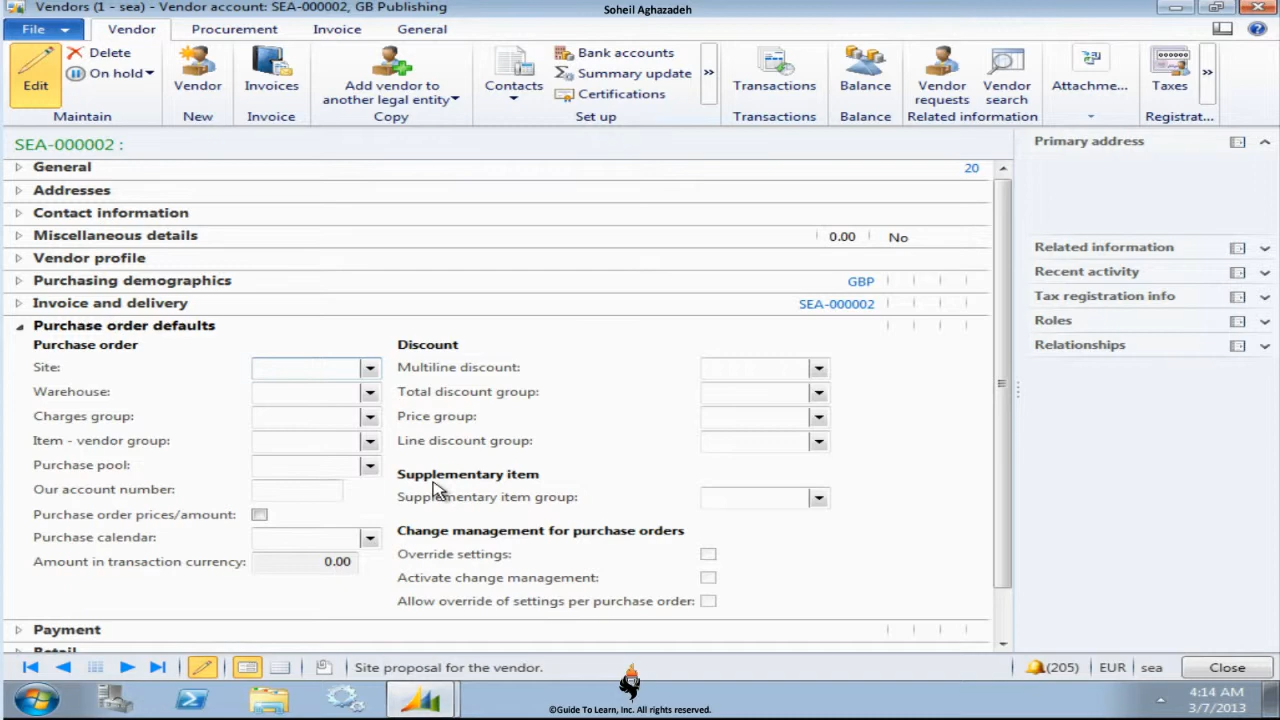 Vendors (1 - sea) - Vendor account: SEA-000002, GB Publishing
Soheil Aghazadeh
File
Vendor
Procurement
Invoice
General
Edit
Delete
On hold
Maintain
Vendor
New
Invoices
Invoice
Add vendor to
another legal entity
Copy
Contacts
Bank accounts
Summary update
Certifications
Set up
Transactions
Transactions
Balance
Balance
Vendor
requests
Vendor
search
Related information
Attachme...
Taxes
Registrat...
SEA-000002 :
General 20
Addresses
Contact information
Miscellaneous details 0.00 No
Vendor profile
Purchasing demographics GBP
Invoice and delivery SEA-000002
Purchase order defaults
Purchase order
Site:
Warehouse:
Charges group:
Item - vendor group:
Purchase pool:
Our account number:
Purchase order prices/amount:
Purchase calendar:
Amount in transaction currency: 0.00
Discount
Multiline discount:
Total discount group:
Price group:
Line discount group:
Supplementary item
Supplementary item group:
Change management for purchase orders
Override settings:
Activate change management:
Allow override of settings per purchase order:
Payment
Retail
Primary address
Related information
Recent activity
Tax registration info
Roles
Relationships
Site proposal for the vendor.
(205) EUR sea Close
4:14 AM
3/7/2013
©Guide To Learn, Inc. All rights reserved.